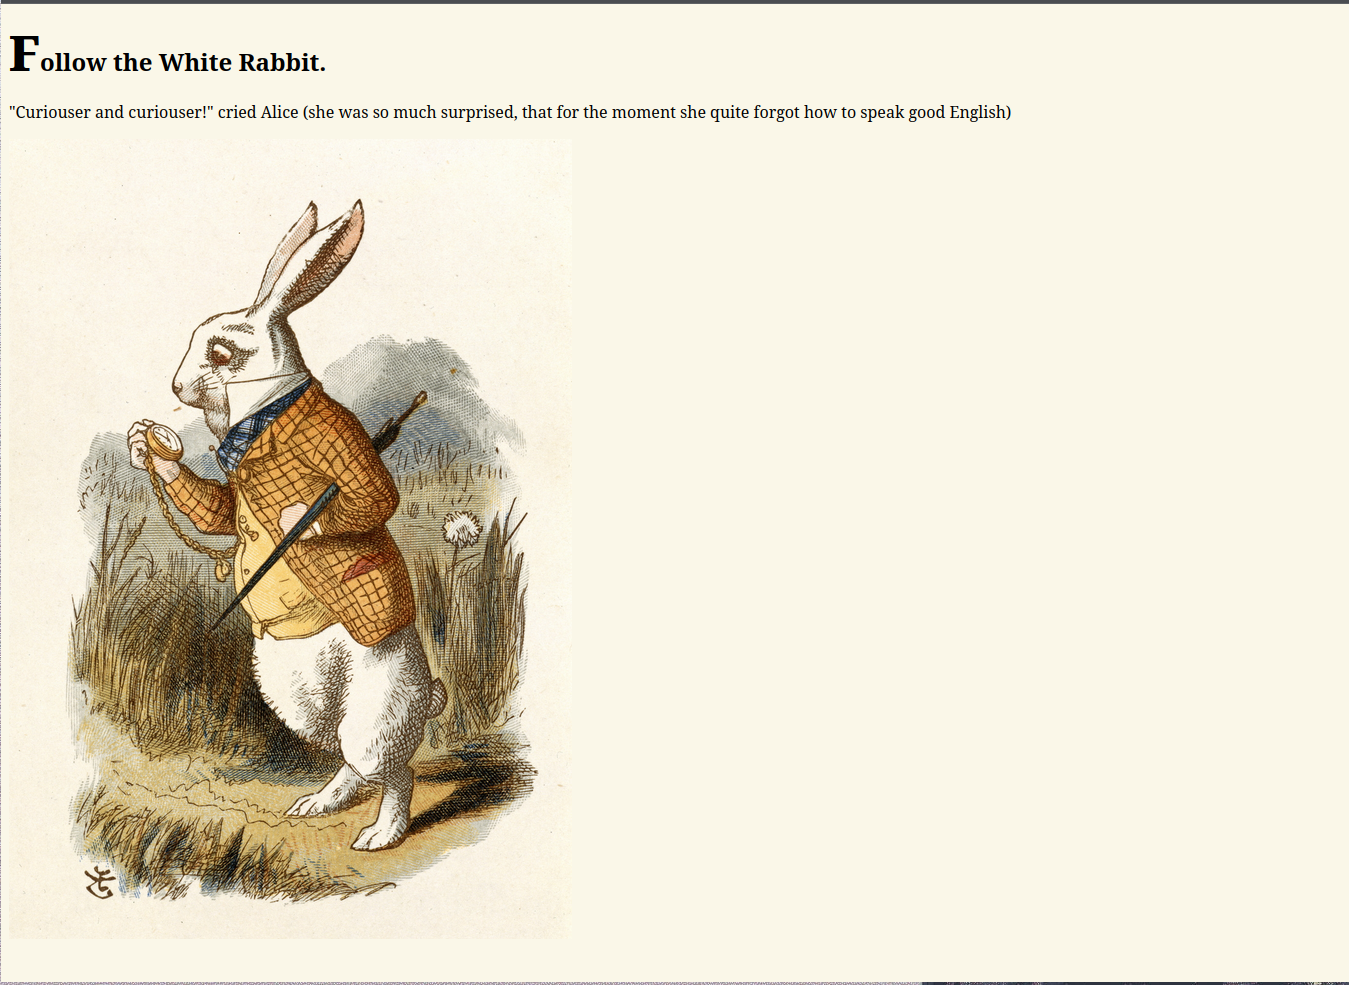 Follow the White Rabbit.
"Curiouser and curiouser!" cried Alice (she was so much surprised, that for the moment she quite forgot how to speak good English)